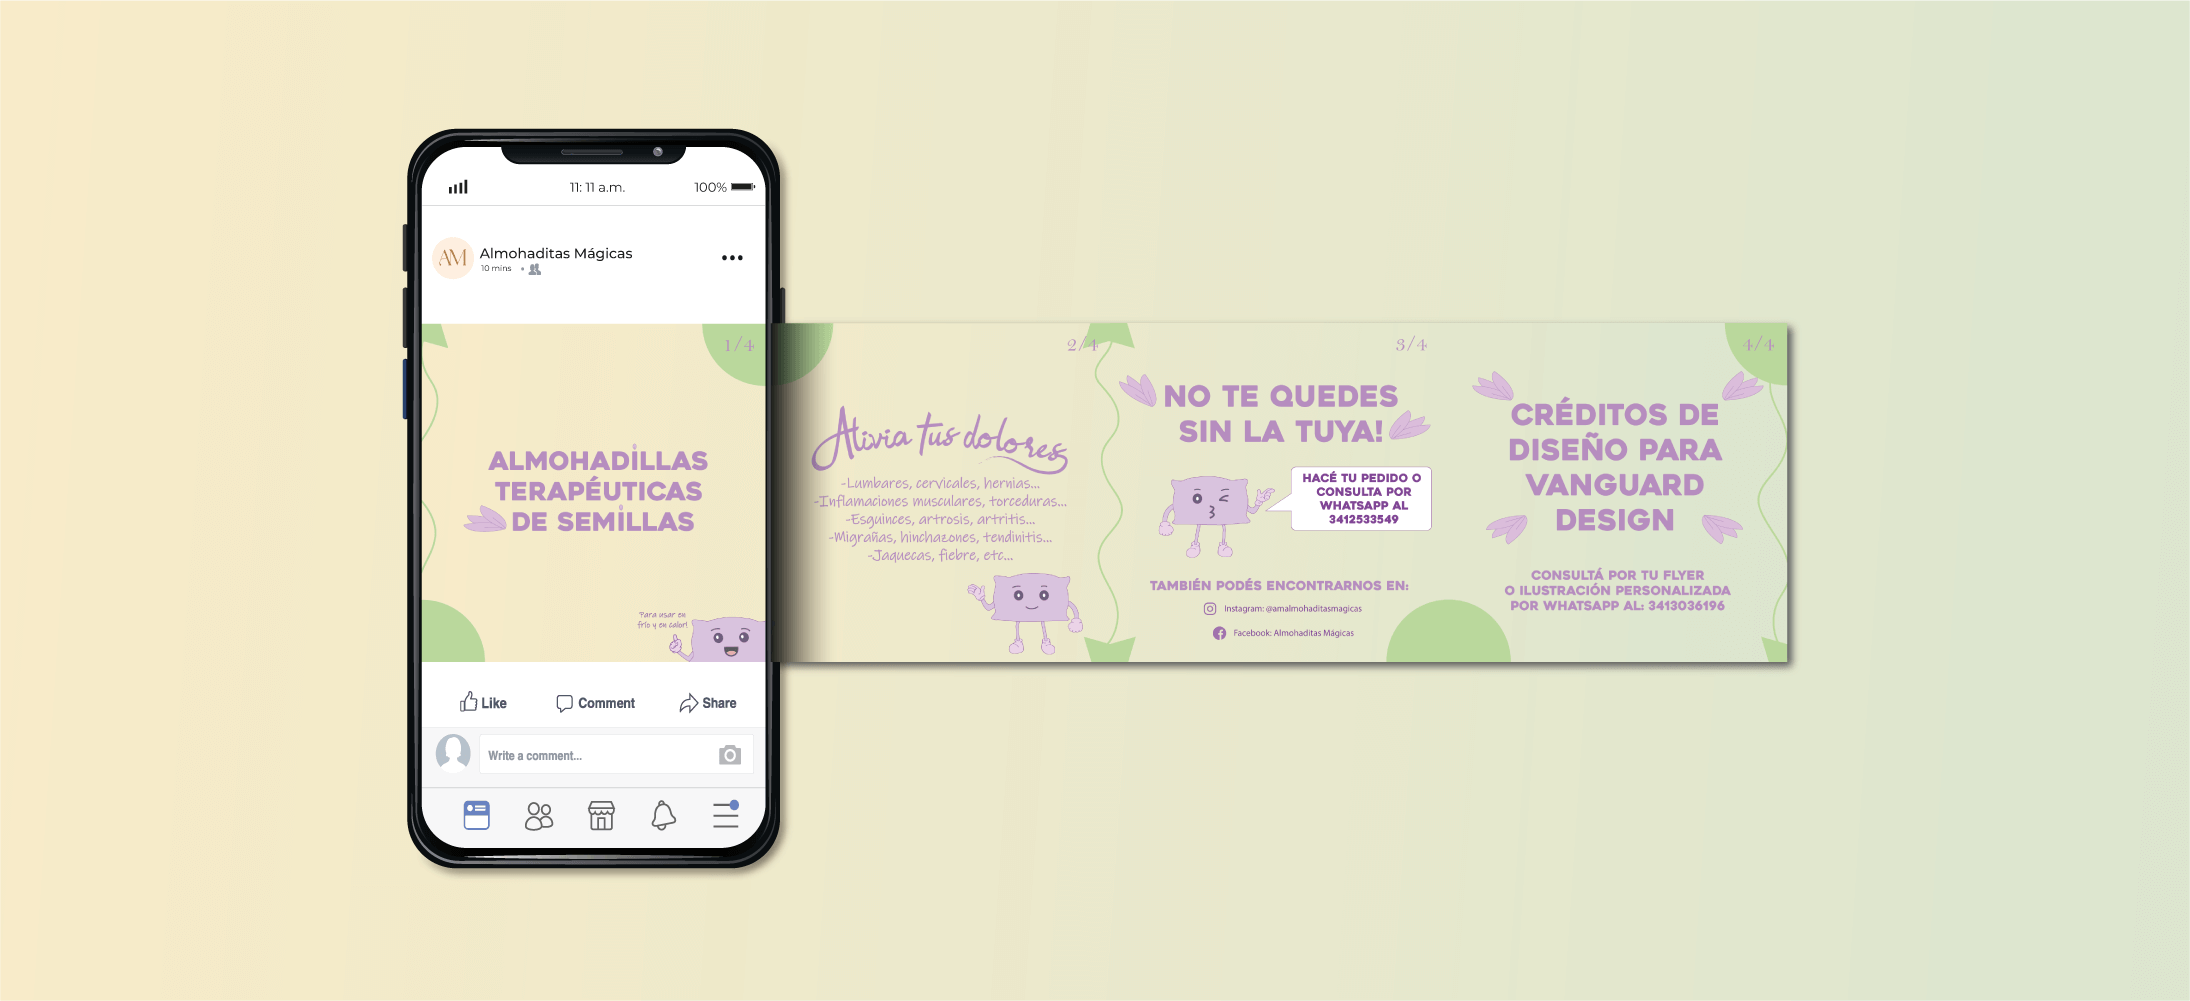 11: 11 a.m.
100%
AM
Almohaditas Mágicas
10 mins
1/4
ALMOHADILLAS
TERAPÉUTICAS
DE SEMILLAS
"Para usar en
frío y en calor!
Like
Comment
Share
Write a comment...
2/4
Alivia tus dolores
-Lumbares, cervicales, hernias...
-Inflamaciones musculares, torceduras...
-Esguinces, artrosis, artritis...
-Migrañas, hinchazones, tendinitis...
-Jaquecas, fiebre, etc...
3/4
NO TE QUEDES
SIN LA TUYA!
HACÉ TU PEDIDO O
CONSULTA POR
WHATSAPP AL
3412533549
TAMBIÉN PODÉS ENCONTRARNOS EN:
Instagram: @amalmohaditasmagicas
Facebook: Almohaditas Mágicas
4/4
CRÉDITOS DE
DISEÑO PARA
VANGUARD
DESIGN
CONSULTÁ POR TU FLYER
O ILUSTRACIÓN PERSONALIZADA
POR WHATSAPP AL: 3413036196